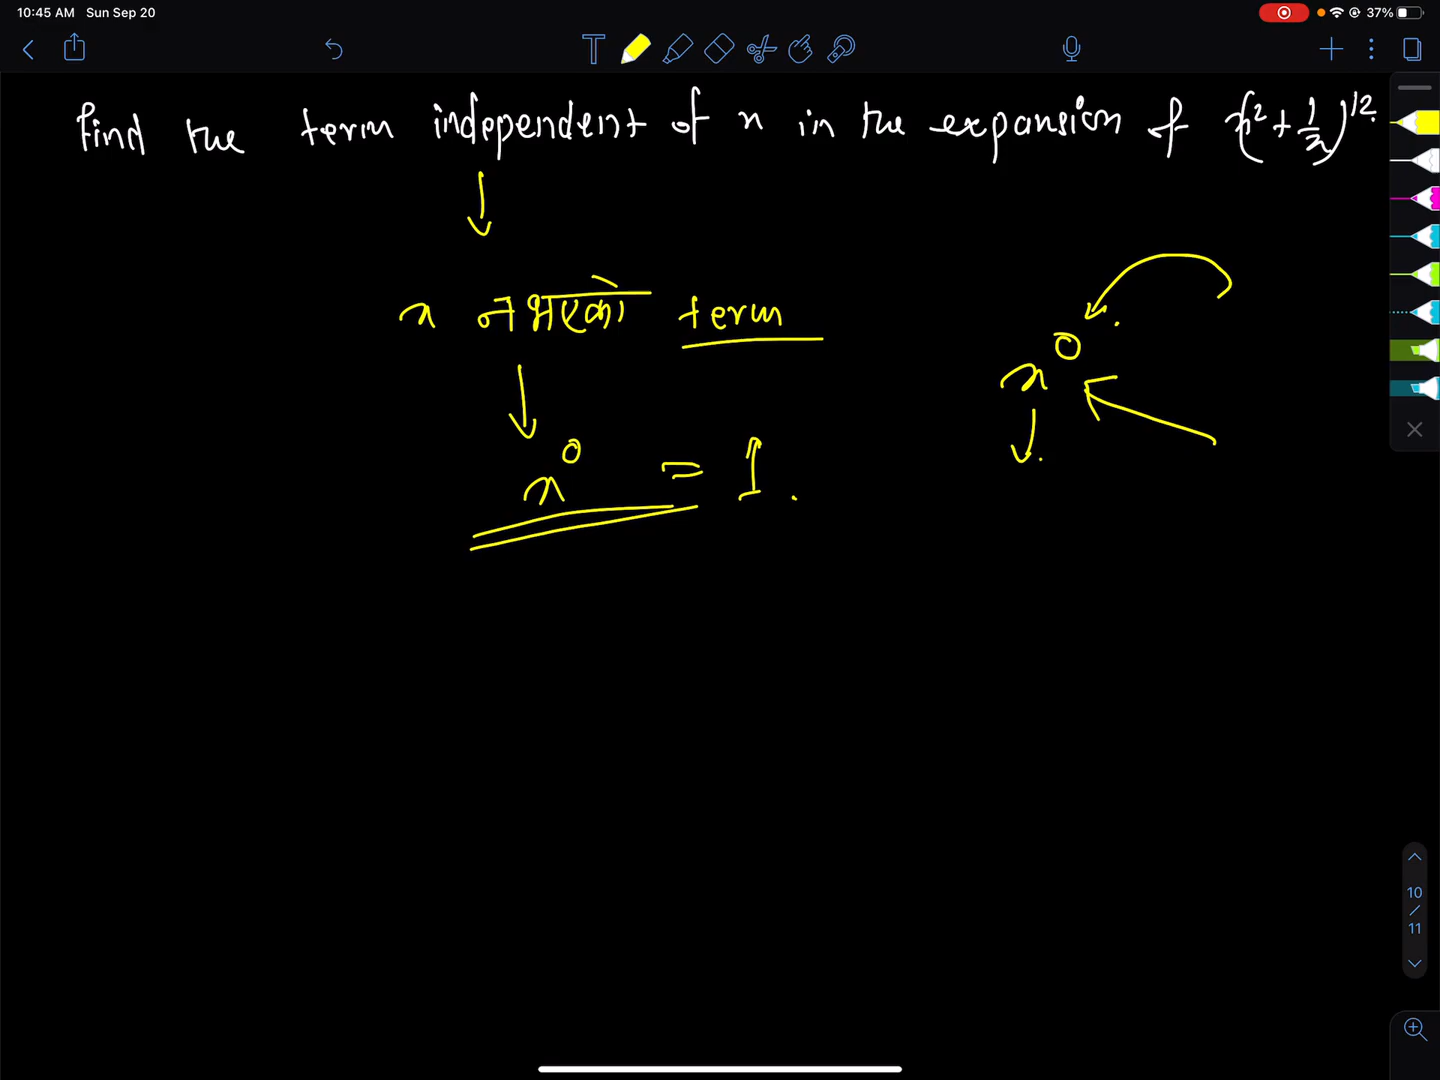 10:45 AM Sun Sep 20
37%
find the term independent of x in the expansion of (x² + 1/x)¹².
x नभएको term
x⁰ = 1.
x⁰
10
/
11